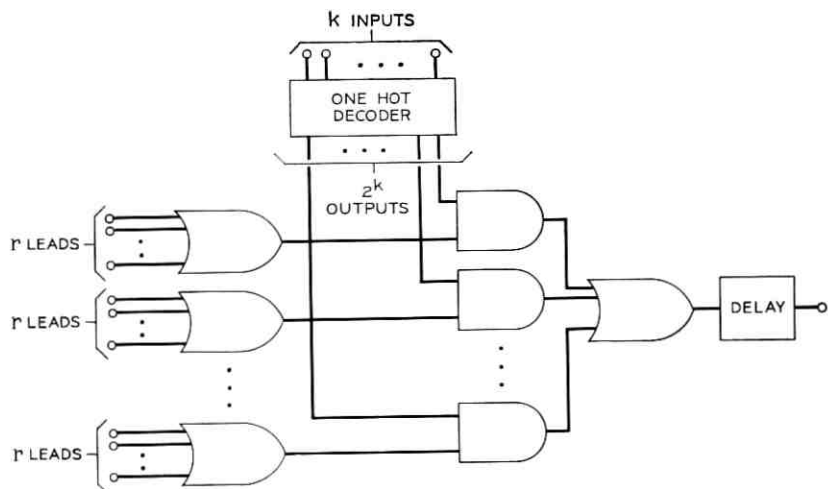 k INPUTS
ONE HOT
DECODER
2^k
OUTPUTS
r LEADS
r LEADS
DELAY
r LEADS